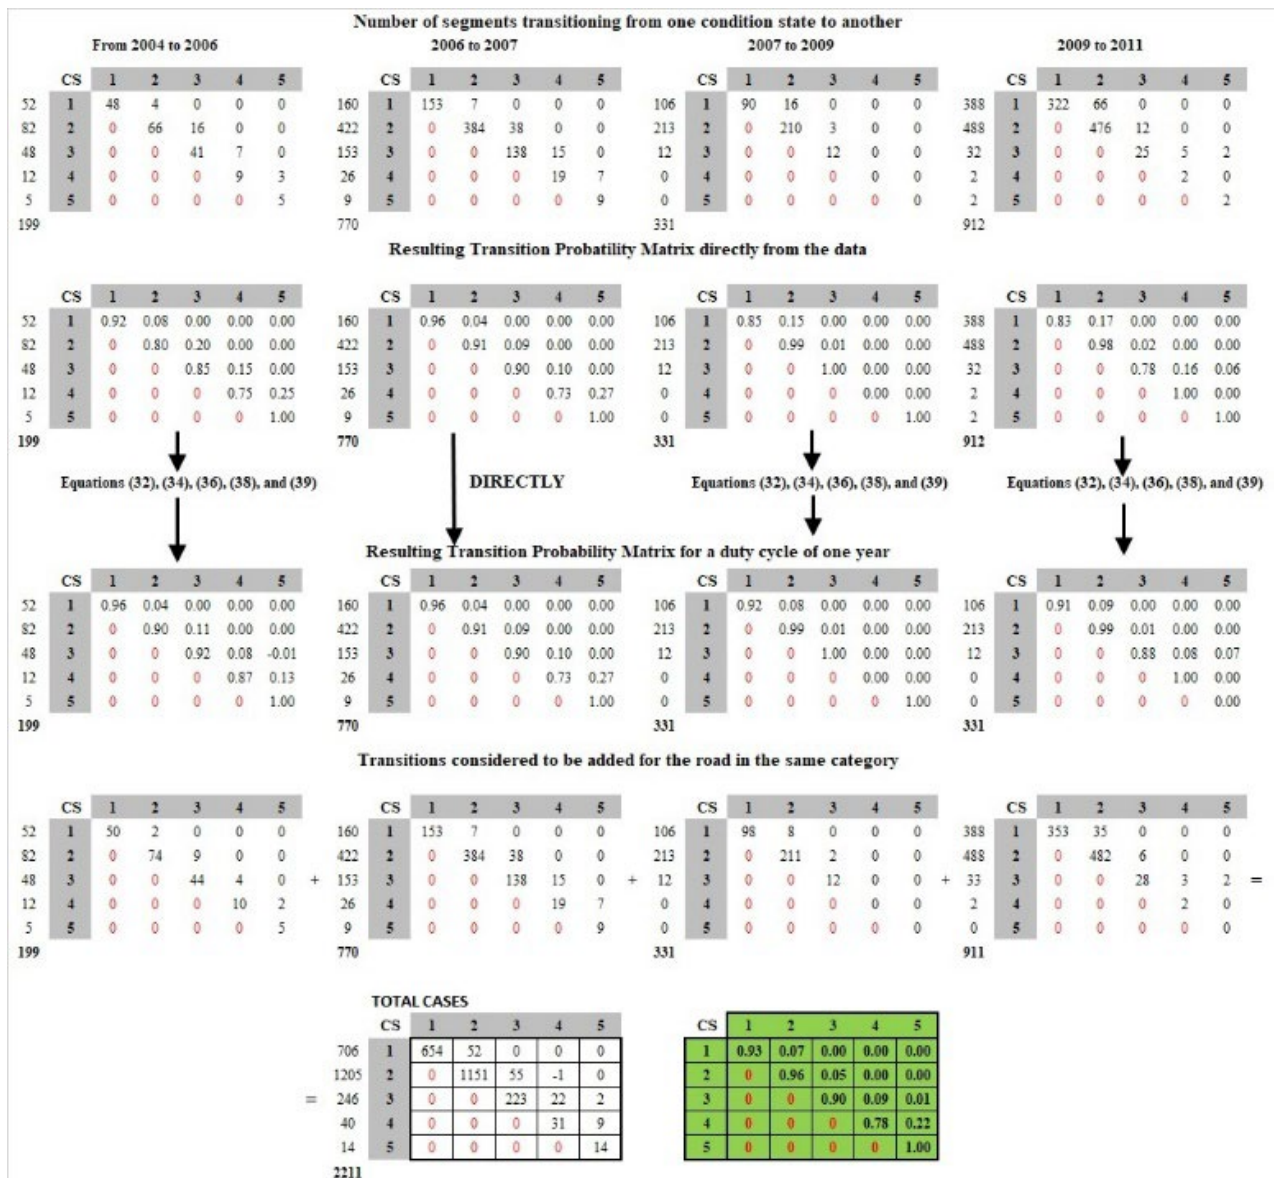 Number of segments transitioning from one condition state to another
From 2004 to 2006 2006 to 2007 2007 to 2009 2009 to 2011
CS 1 2 3 4 5 CS 1 2 3 4 5 CS 1 2 3 4 5 CS 1 2 3 4 5
52 1 48 4 0 0 0 160 1 153 7 0 0 0 106 1 90 16 0 0 0 388 1 322 66 0 0 0
82 2 0 66 16 0 0 422 2 0 384 38 0 0 213 2 0 210 3 0 0 488 2 0 476 12 0 0
48 3 0 0 41 7 0 153 3 0 0 138 15 0 12 3 0 0 12 0 0 32 3 0 0 25 5 2
12 4 0 0 0 9 3 26 4 0 0 0 19 7 0 4 0 0 0 0 0 2 4 0 0 0 2 0
5 5 0 0 0 0 5 9 5 0 0 0 0 9 0 5 0 0 0 0 0 2 5 0 0 0 0 2
199 770 331 912
Resulting Transition Probatility Matrix directly from the data
CS 1 2 3 4 5 CS 1 2 3 4 5 CS 1 2 3 4 5 CS 1 2 3 4 5
52 1 0.92 0.08 0.00 0.00 0.00 160 1 0.96 0.04 0.00 0.00 0.00 106 1 0.85 0.15 0.00 0.00 0.00 388 1 0.83 0.17 0.00 0.00 0.00
82 2 0 0.80 0.20 0.00 0.00 422 2 0 0.91 0.09 0.00 0.00 213 2 0 0.99 0.01 0.00 0.00 488 2 0 0.98 0.02 0.00 0.00
48 3 0 0 0.85 0.15 0.00 153 3 0 0 0.90 0.10 0.00 12 3 0 0 1.00 0.00 0.00 32 3 0 0 0.78 0.16 0.06
12 4 0 0 0 0.75 0.25 26 4 0 0 0 0.73 0.27 0 4 0 0 0 0.00 0.00 2 4 0 0 0 1.00 0.00
5 5 0 0 0 0 1.00 9 5 0 0 0 0 1.00 0 5 0 0 0 0 1.00 2 5 0 0 0 0 1.00
199 770 331 912
Equations (32), (34), (36), (38), and (39) DIRECTLY Equations (32), (34), (36), (38), and (39) Equations (32), (34), (36), (38), and (39)
Resulting Transition Probability Matrix for a duty cycle of one year
CS 1 2 3 4 5 CS 1 2 3 4 5 CS 1 2 3 4 5 CS 1 2 3 4 5
52 1 0.96 0.04 0.00 0.00 0.00 160 1 0.96 0.04 0.00 0.00 0.00 106 1 0.92 0.08 0.00 0.00 0.00 106 1 0.91 0.09 0.00 0.00 0.00
82 2 0 0.90 0.11 0.00 0.00 422 2 0 0.91 0.09 0.00 0.00 213 2 0 0.99 0.01 0.00 0.00 213 2 0 0.99 0.01 0.00 0.00
48 3 0 0 0.92 0.08 -0.01 153 3 0 0 0.90 0.10 0.00 12 3 0 0 1.00 0.00 0.00 12 3 0 0 0.88 0.08 0.07
12 4 0 0 0 0.87 0.13 26 4 0 0 0 0.73 0.27 0 4 0 0 0 0.00 0.00 0 4 0 0 0 1.00 0.00
5 5 0 0 0 0 1.00 9 5 0 0 0 0 1.00 0 5 0 0 0 0 1.00 0 5 0 0 0 0 0.00
199 770 331 331
Transitions considered to be added for the road in the same category
CS 1 2 3 4 5 CS 1 2 3 4 5 CS 1 2 3 4 5 CS 1 2 3 4 5
52 1 50 2 0 0 0 160 1 153 7 0 0 0 106 1 98 8 0 0 0 388 1 353 35 0 0 0
82 2 0 74 9 0 0 422 2 0 384 38 0 0 213 2 0 211 2 0 0 488 2 0 482 6 0 0
48 3 0 0 44 4 0 + 153 3 0 0 138 15 0 + 12 3 0 0 12 0 0 + 33 3 0 0 28 3 2 =
12 4 0 0 0 10 2 26 4 0 0 0 19 7 0 4 0 0 0 0 0 2 4 0 0 0 2 0
5 5 0 0 0 0 5 9 5 0 0 0 0 9 0 5 0 0 0 0 0 0 5 0 0 0 0 0
199 770 331 911
TOTAL CASES
CS 1 2 3 4 5 CS 1 2 3 4 5
706 1 654 52 0 0 0 1 0.93 0.07 0.00 0.00 0.00
1205 2 0 1151 55 -1 0 2 0 0.96 0.05 0.00 0.00
= 246 3 0 0 223 22 2 3 0 0 0.90 0.09 0.01
40 4 0 0 0 31 9 4 0 0 0 0.78 0.22
14 5 0 0 0 0 14 5 0 0 0 0 1.00
2211